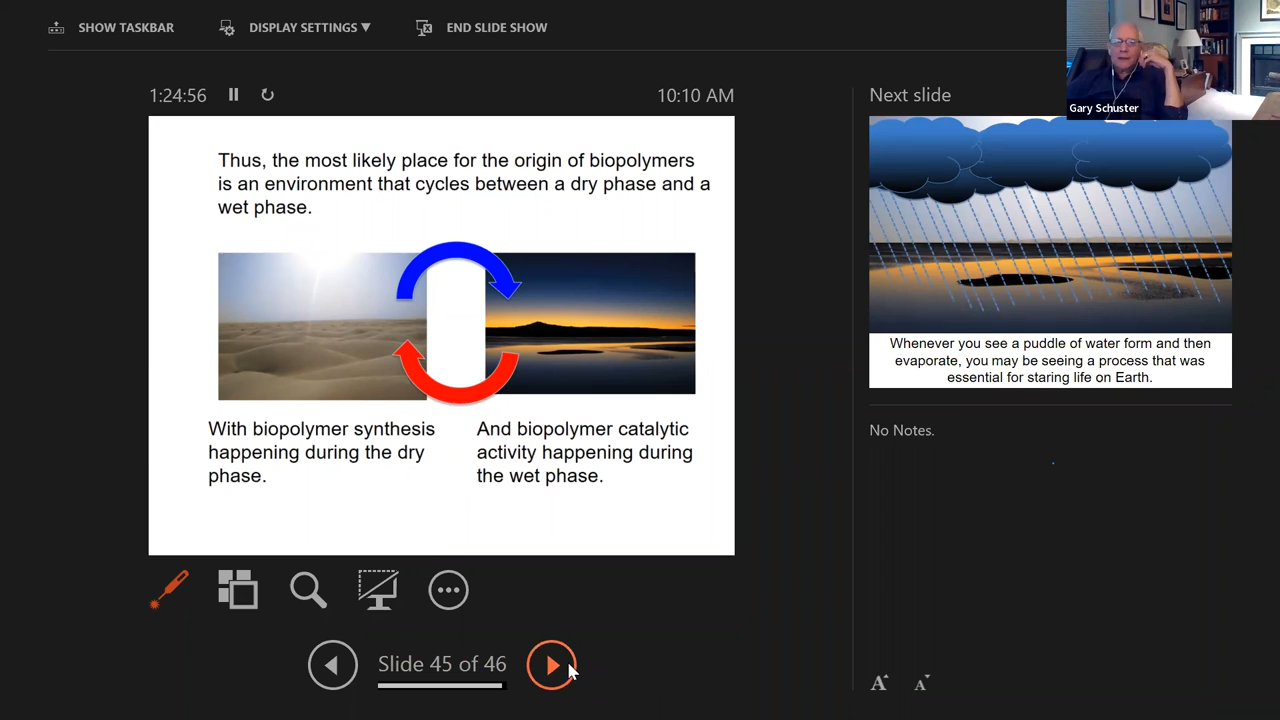 SHOW TASKBAR
DISPLAY SETTINGS ▼
END SLIDE SHOW
Gary Schuster
1:24:56
10:10 AM
Next slide
Thus, the most likely place for the origin of biopolymers
is an environment that cycles between a dry phase and a
wet phase.
With biopolymer synthesis
happening during the dry
phase.
And biopolymer catalytic
activity happening during
the wet phase.
Whenever you see a puddle of water form and then
evaporate, you may be seeing a process that was
essential for staring life on Earth.
No Notes.
Slide 45 of 46
A A